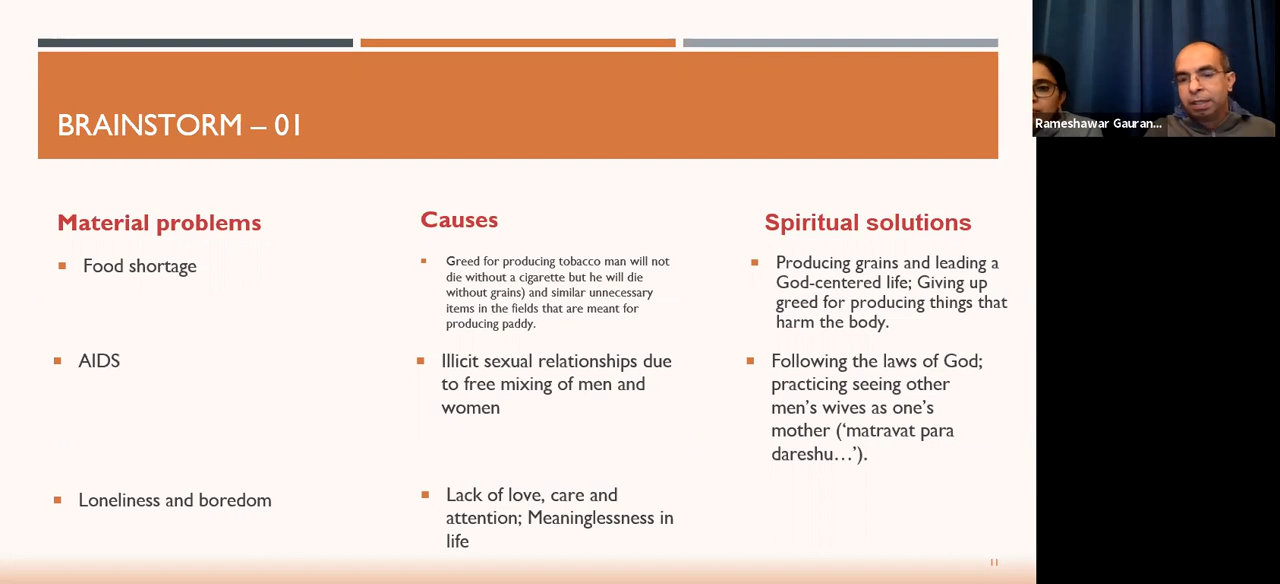 BRAINSTORM – 01
Material problems
Food shortage
AIDS
Loneliness and boredom
Causes
Greed for producing tobacco man will not
die without a cigarette but he will die
without grains) and similar unnecessary
items in the fields that are meant for
producing paddy.
Illicit sexual relationships due
to free mixing of men and
women
Lack of love, care and
attention; Meaninglessness in
life
Spiritual solutions
Producing grains and leading a
God-centered life; Giving up
greed for producing things that
harm the body.
Following the laws of God;
practicing seeing other
men’s wives as one’s
mother (‘matravat para
dareshu…’).
11
Rameshawar Gauran...